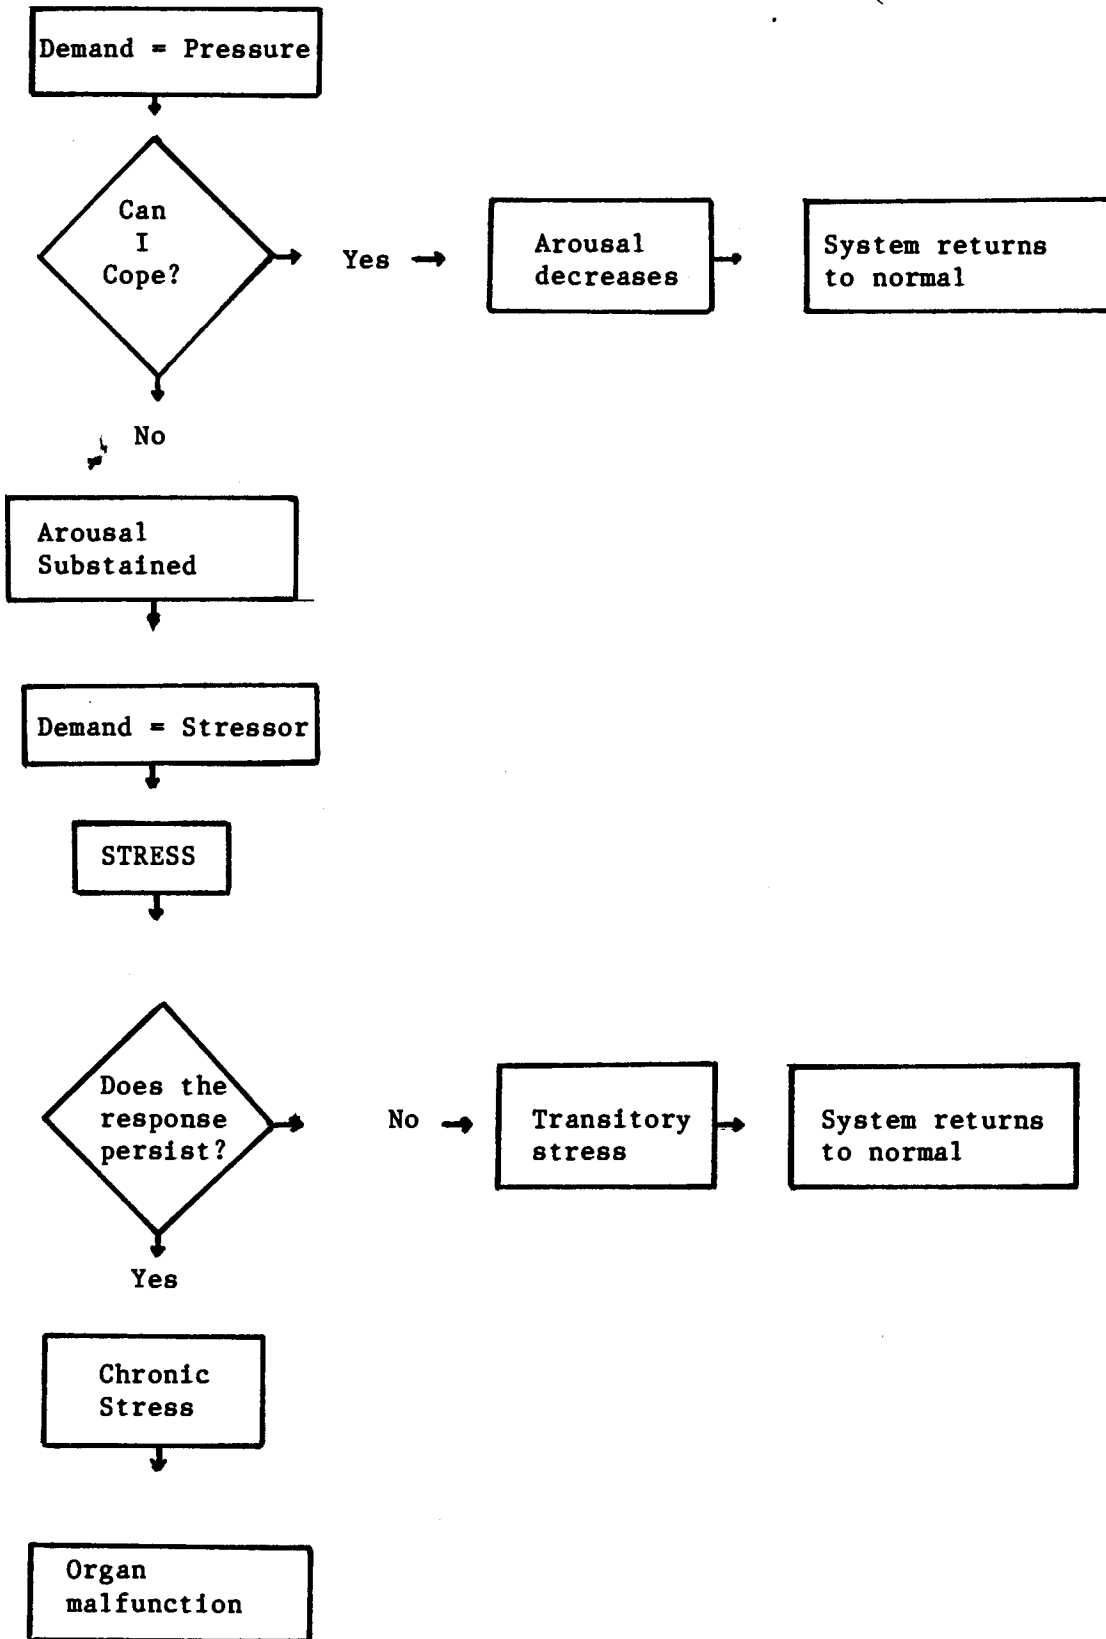 Demand = Pressure
Can
I
Cope?
Yes
Arousal
decreases
System returns
to normal
No
Arousal
Substained
Demand = Stressor
STRESS
Does the
response
persist?
No
Transitory
stress
System returns
to normal
Yes
Chronic
Stress
Organ
malfunction